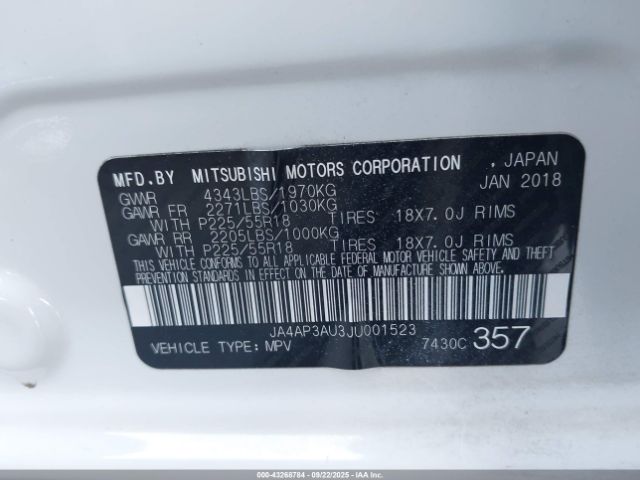 MFD.BY MITSUBISHI MOTORS CORPORATION , JAPAN
GVWR 4343LBS/1970KG JAN 2018
GAWR FR 2271LBS/1030KG
WITH P225/55R18 TIRES 18X7.0J RIMS
GAWR RR 2205LBS/1000KG
WITH P225/55R18 TIRES 18X7.0J RIMS
THIS VEHICLE CONFORMS TO ALL APPLICABLE FEDERAL MOTOR VEHICLE SAFETY AND
THEFT PREVENTION STANDARDS IN EFFECT ON THE DATE OF MANUFACTURE SHOWN ABOVE.
JA4AP3AU3JU001523
VEHICLE TYPE: MPV 7430C 357
000-43268784 - 09/22/2025 - Copyright © 2025 IAA, LLC.